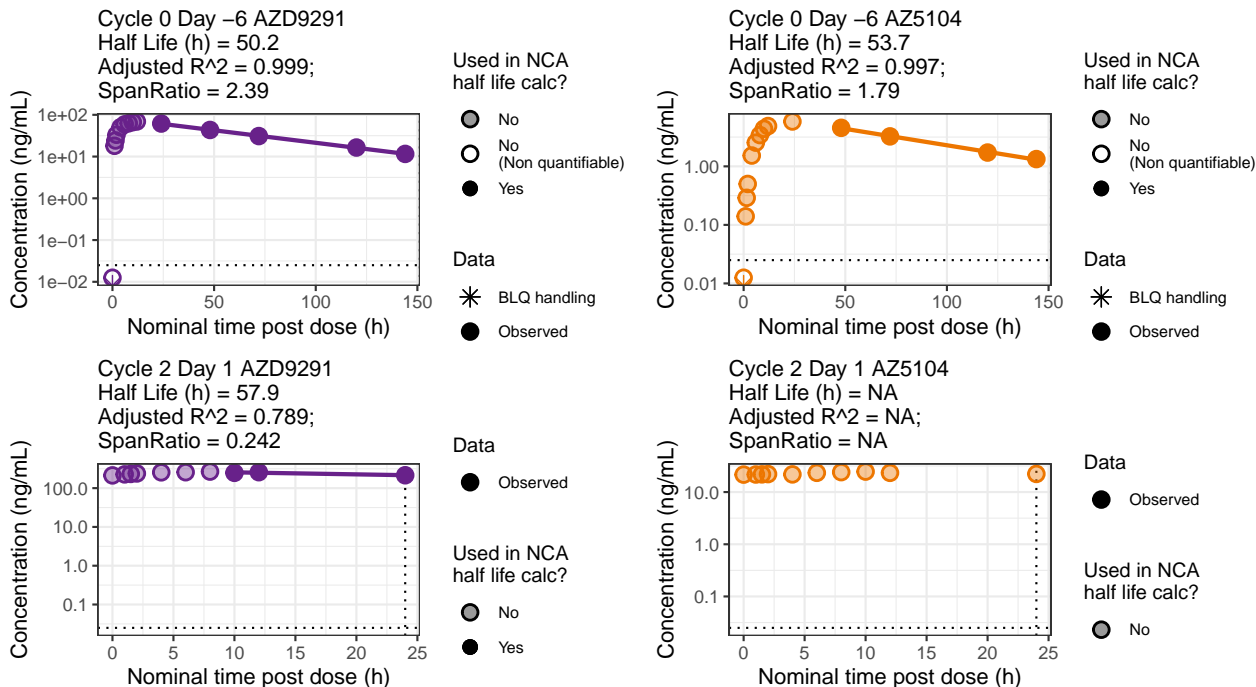 Cycle 0 Day −6 AZD9291
Half Life (h) = 50.2
Adjusted R^2 = 0.999;
SpanRatio = 2.39
Concentration (ng/mL)
1e+02
1e+01
1e+00
1e−01
1e−02
0
50
100
150
Nominal time post dose (h)
Used in NCA
half life calc?
No
No
(Non quantifiable)
Yes
Data
BLQ handling
Observed
Cycle 0 Day −6 AZ5104
Half Life (h) = 53.7
Adjusted R^2 = 0.997;
SpanRatio = 1.79
Concentration (ng/mL)
1.00
0.10
0.01
0
50
100
150
Nominal time post dose (h)
Used in NCA
half life calc?
No
No
(Non quantifiable)
Yes
Data
BLQ handling
Observed
Cycle 2 Day 1 AZD9291
Half Life (h) = 57.9
Adjusted R^2 = 0.789;
SpanRatio = 0.242
Concentration (ng/mL)
100.0
10.0
1.0
0.1
0
5
10
15
20
25
Nominal time post dose (h)
Data
Observed
Used in NCA
half life calc?
No
Yes
Cycle 2 Day 1 AZ5104
Half Life (h) = NA
Adjusted R^2 = NA;
SpanRatio = NA
Concentration (ng/mL)
10.0
1.0
0.1
0
5
10
15
20
25
Nominal time post dose (h)
Data
Observed
Used in NCA
half life calc?
No